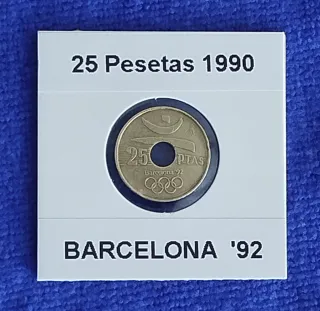 25 Pesetas 1990
25 PTAS
Barcelona'92
BARCELONA '92